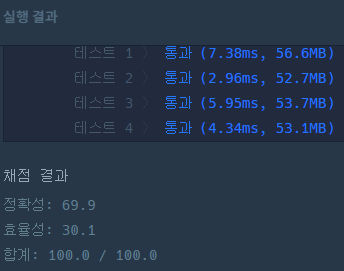 실행 결과
테스트 1 〉 통과 (7.38ms, 56.6MB)
테스트 2 〉 통과 (2.96ms, 52.7MB)
테스트 3 〉 통과 (5.95ms, 53.7MB)
테스트 4 〉 통과 (4.34ms, 53.1MB)
채점 결과
정확성: 69.9
효율성: 30.1
합계: 100.0 / 100.0